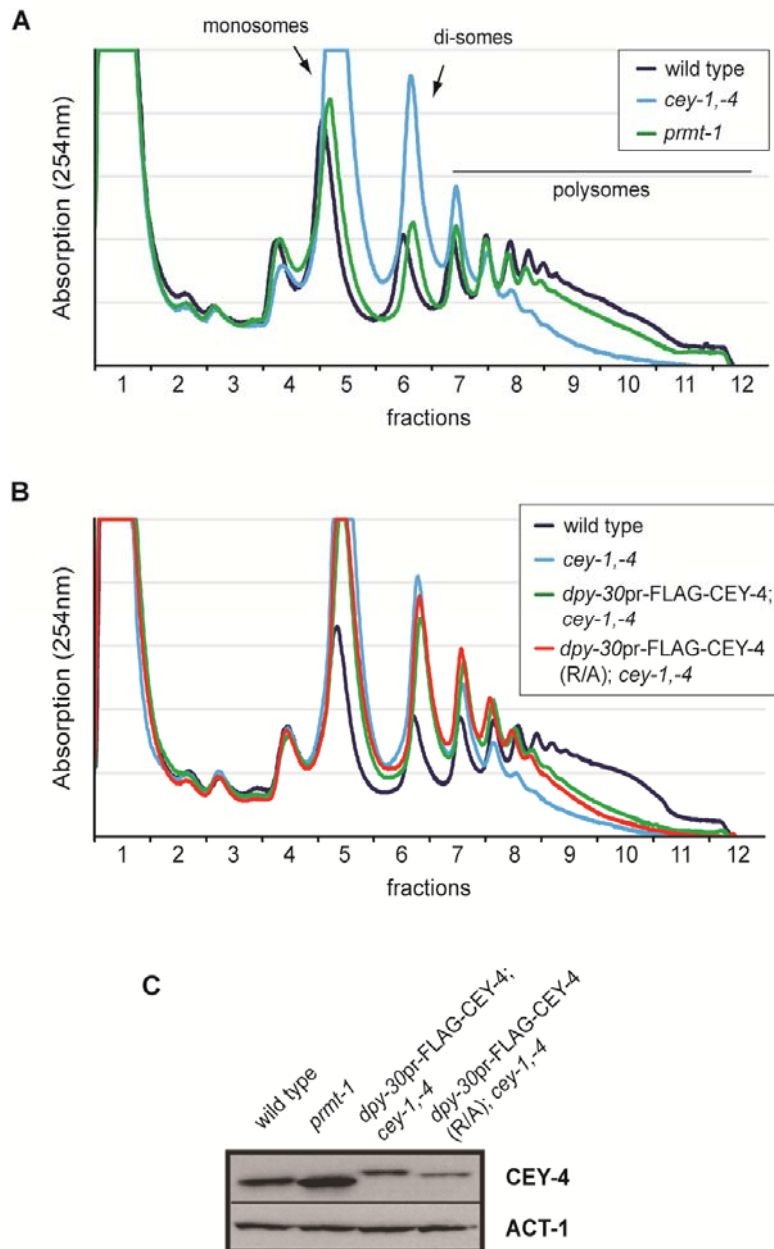 A
monosomes
di-somes
wild type
cey-1,-4
prmt-1
polysomes
Absorption (254nm)
1 2 3 4 5 6 7 8 9 10 11 12
fractions
B
wild type
cey-1,-4
dpy-30pr-FLAG-CEY-4;
cey-1,-4
dpy-30pr-FLAG-CEY-4
(R/A); cey-1,-4
Absorption (254nm)
1 2 3 4 5 6 7 8 9 10 11 12
fractions
C
wild type
prmt-1
dpy-30pr-FLAG-CEY-4;
cey-1,-4
dpy-30pr-FLAG-CEY-4
(R/A); cey-1,-4
CEY-4
ACT-1